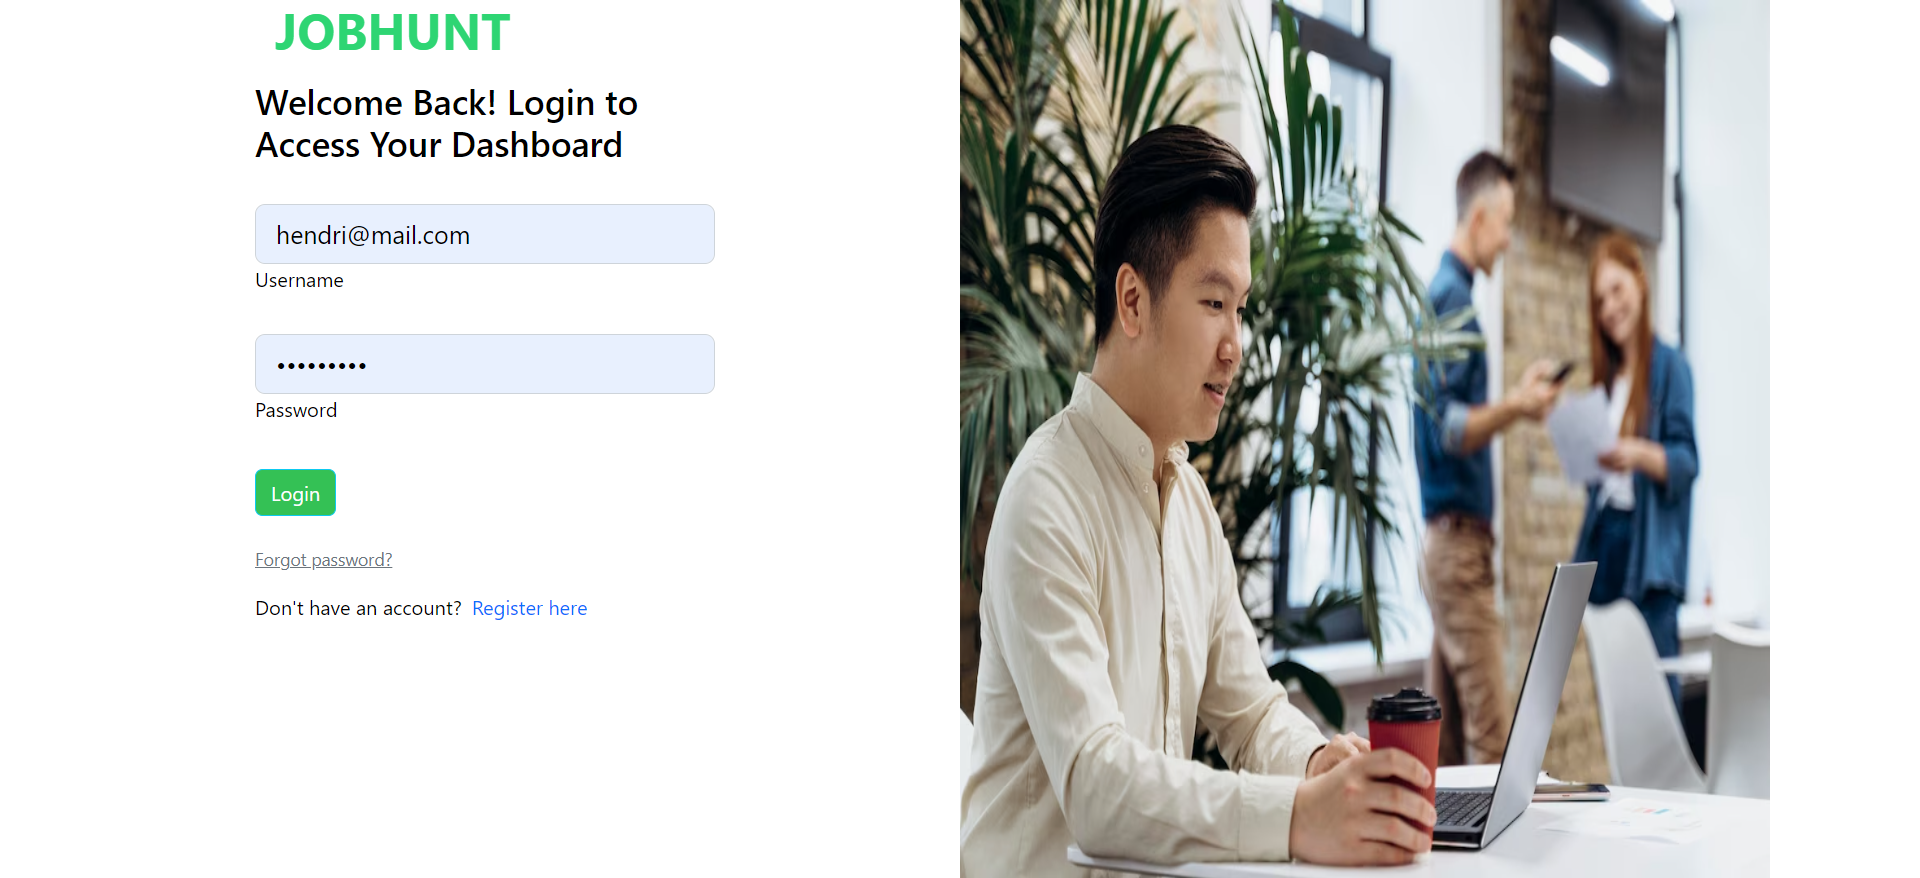 JOBHUNT
Welcome Back! Login to
Access Your Dashboard
hendri@mail.com
Username
•••••••••
Password
Login
Forgot password?
Don't have an account? Register here